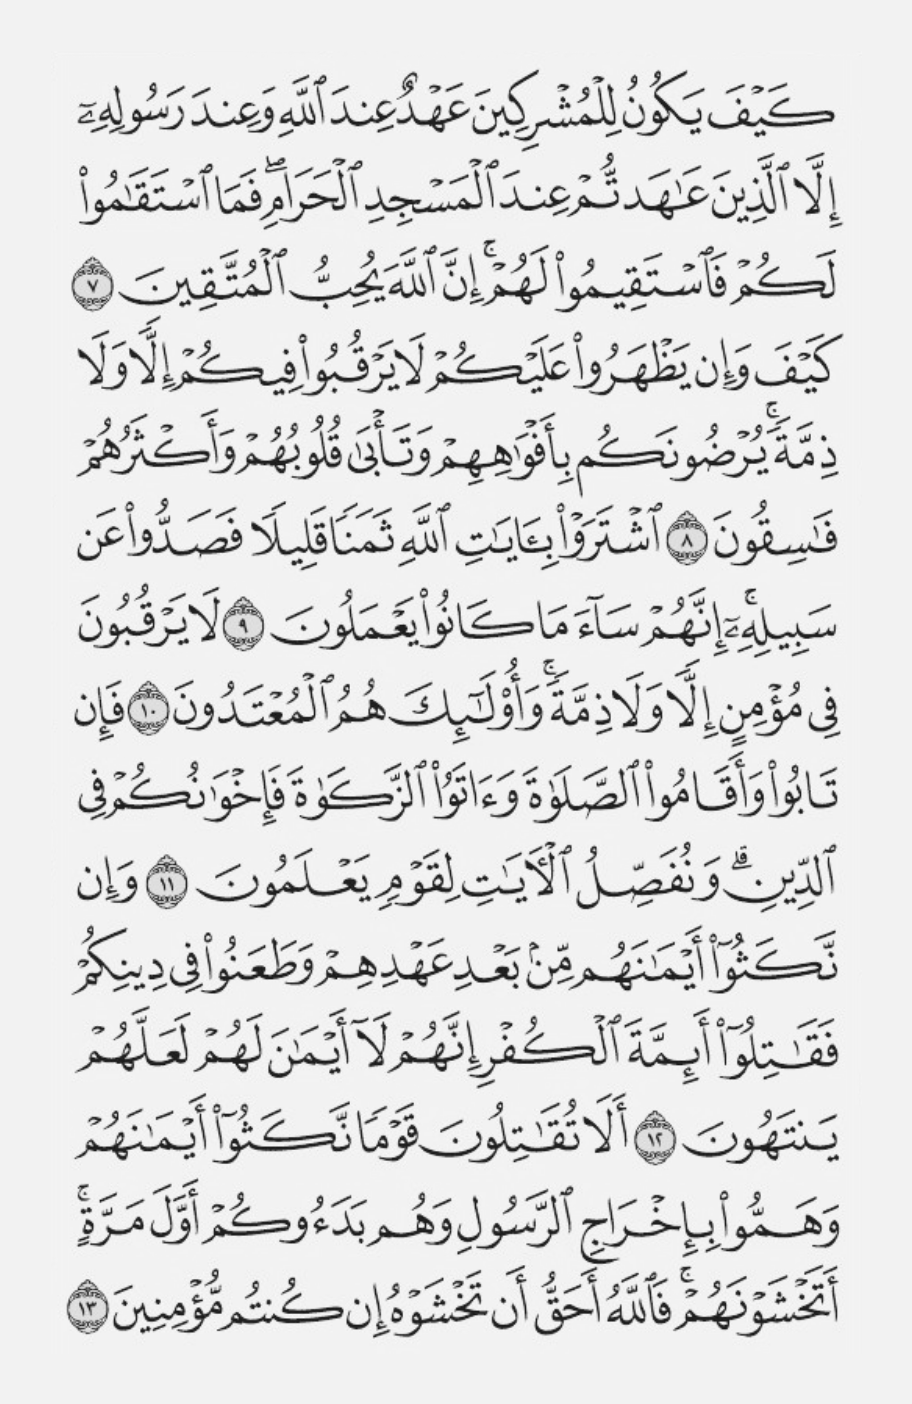 كَيْفَ يَكُونُ لِلْمُشْرِكِينَ عَهْدٌ عِندَ ٱللَّهِ وَعِندَ رَسُولِهِۦٓ
إِلَّا ٱلَّذِينَ عَٰهَدتُّمْ عِندَ ٱلْمَسْجِدِ ٱلْحَرَامِ ۖ فَمَا ٱسْتَقَٰمُوا۟
لَكُمْ فَٱسْتَقِيمُوا۟ لَهُمْ ۚ إِنَّ ٱللَّهَ يُحِبُّ ٱلْمُتَّقِينَ ٧
كَيْفَ وَإِن يَظْهَرُوا۟ عَلَيْكُمْ لَا يَرْقُبُوا۟ فِيكُمْ إِلًّا وَلَا
ذِمَّةً ۚ يُرْضُونَكُم بِأَفْوَٰهِهِمْ وَتَأْبَىٰ قُلُوبُهُمْ وَأَكْثَرُهُمْ
فَٰسِقُونَ ٨ ٱشْتَرَوْا۟ بِـَٔايَٰتِ ٱللَّهِ ثَمَنًا قَلِيلًا فَصَدُّوا۟ عَن
سَبِيلِهِۦٓ ۚ إِنَّهُمْ سَآءَ مَا كَانُوا۟ يَعْمَلُونَ ٩ لَا يَرْقُبُونَ
فِى مُؤْمِنٍ إِلًّا وَلَا ذِمَّةً ۚ وَأُو۟لَٰٓئِكَ هُمُ ٱلْمُعْتَدُونَ ١٠ فَإِن
تَابُوا۟ وَأَقَامُوا۟ ٱلصَّلَوٰةَ وَءَاتَوُا۟ ٱلزَّكَوٰةَ فَإِخْوَٰنُكُمْ فِى
ٱلدِّينِ ۗ وَنُفَصِّلُ ٱلْـَٔايَٰتِ لِقَوْمٍ يَعْلَمُونَ ١١ وَإِن
نَّكَثُوٓا۟ أَيْمَٰنَهُم مِّنۢ بَعْدِ عَهْدِهِمْ وَطَعَنُوا۟ فِى دِينِكُمْ
فَقَٰتِلُوٓا۟ أَئِمَّةَ ٱلْكُفْرِ إِنَّهُمْ لَآ أَيْمَٰنَ لَهُمْ لَعَلَّهُمْ
يَنتَهُونَ ١٢ أَلَا تُقَٰتِلُونَ قَوْمًا نَّكَثُوٓا۟ أَيْمَٰنَهُمْ
وَهَمُّوا۟ بِإِخْرَاجِ ٱلرَّسُولِ وَهُم بَدَءُوكُمْ أَوَّلَ مَرَّةٍ ۚ
أَتَخْشَوْنَهُمْ ۚ فَٱللَّهُ أَحَقُّ أَن تَخْشَوْهُ إِن كُنتُم مُّؤْمِنِينَ ١٣